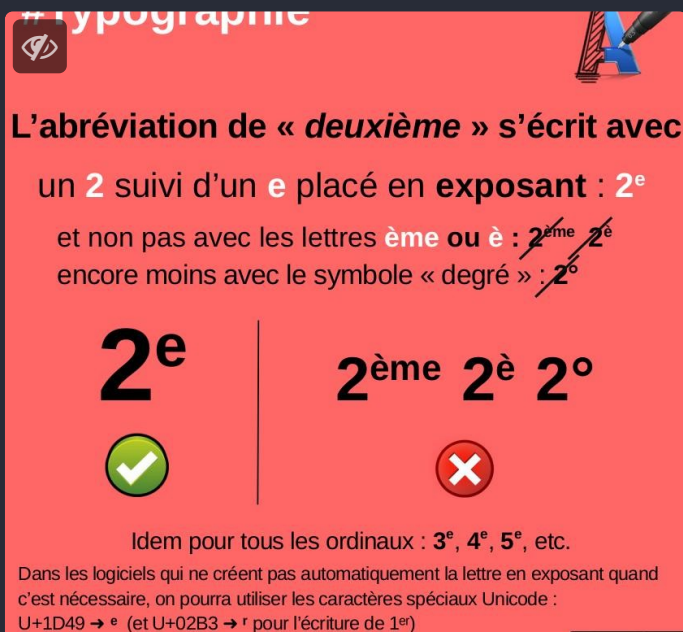 #Typographie
L’abréviation de « deuxième » s’écrit avec
un 2 suivi d’un e placé en exposant : 2ᵉ
et non pas avec les lettres ème ou è : 2ème 2è
encore moins avec le symbole « degré » : 2°
2ᵉ
2ème 2è 2°
Idem pour tous les ordinaux : 3ᵉ, 4ᵉ, 5ᵉ, etc.
Dans les logiciels qui ne créent pas automatiquement la lettre en exposant quand
c’est nécessaire, on pourra utiliser les caractères spéciaux Unicode :
U+1D49 ➜ ᵉ (et U+02B3 ➜ ʳ pour l’écriture de 1ᵉʳ)